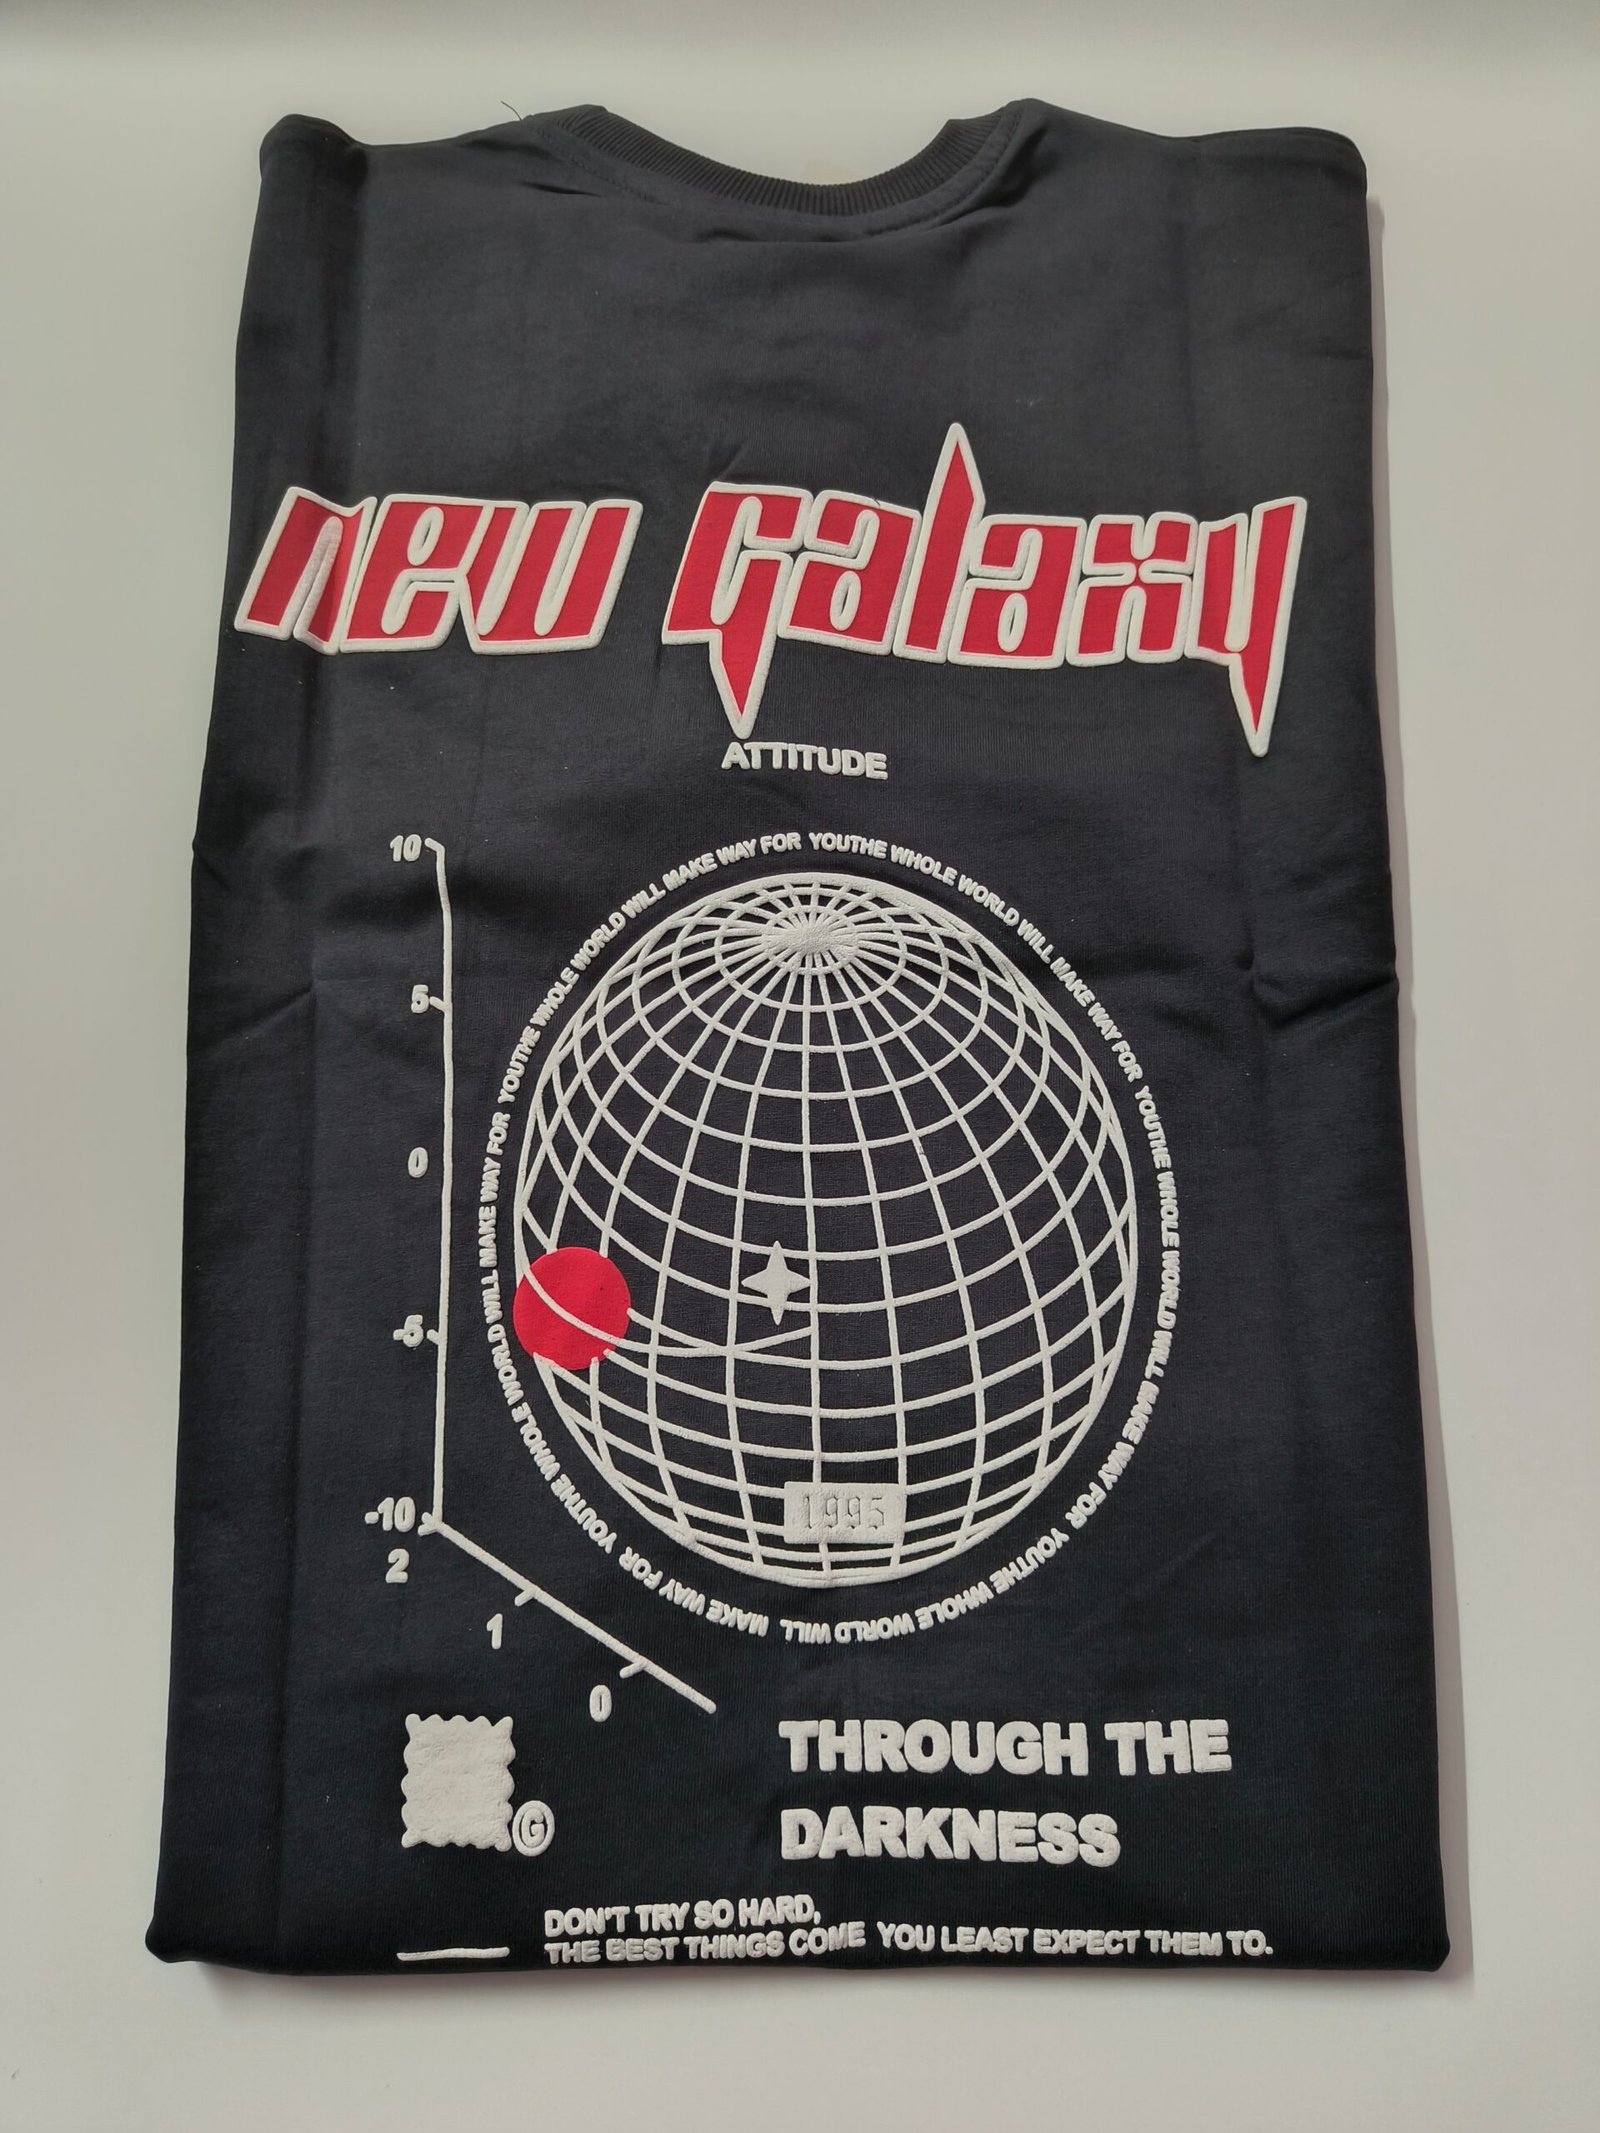 new galaxy
ATTITUDE
THE WHOLE WORLD WILL MAKE WAY FOR YOUTHE WHOLE WORLD WILL MAKE WAY FOR YOUTHE WHOLE WORLD WILL MAKE WAY FOR YOUTHE WHOLE WORLD WILL MAKE WAY FOR YOUTHE WHOLE WORLD WILL MAKE WAY FOR YOU
10
5
0
-5
-10
2
1
0
1995
G
THROUGH THE
DARKNESS
DON'T TRY SO HARD,
THE BEST THINGS COME YOU LEAST EXPECT THEM TO.